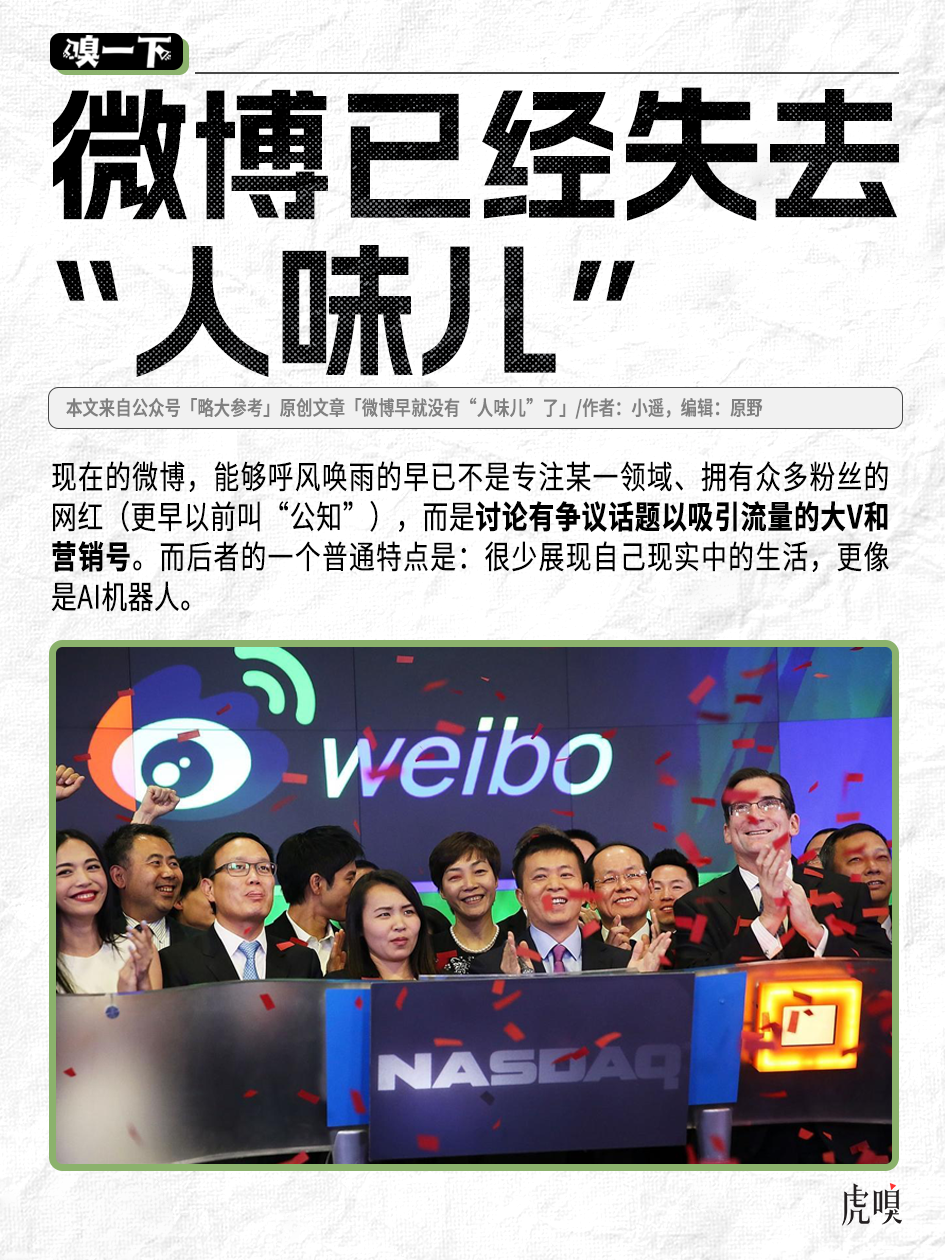 嗅一下
微博已经失去
“人味儿”
本文来自公众号「略大参考」原创文章「微博早就没有“人味儿”了」/作者：小遥，编辑：原野
现在的微博，能够呼风唤雨的早已不是专注某一领域、拥有众多粉丝的
网红（更早以前叫“公知”），而是讨论有争议话题以吸引流量的大V和
营销号。而后者的一个普通特点是：很少展现自己现实中的生活，更像
是AI机器人。
weibo
NASDAQ
虎嗅